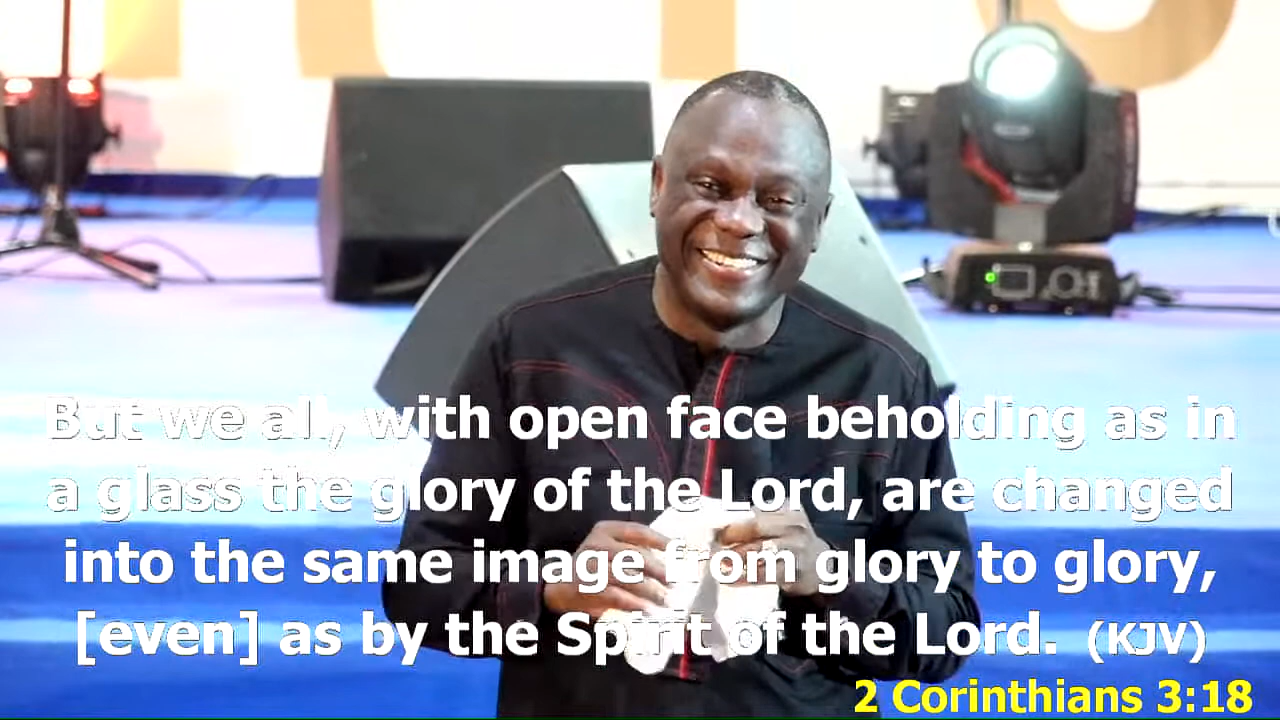 But we all, with open face beholding as in
a glass the glory of the Lord, are changed
into the same image from glory to glory,
[even] as by the Spirit of the Lord. (KJV)
2 Corinthians 3:18